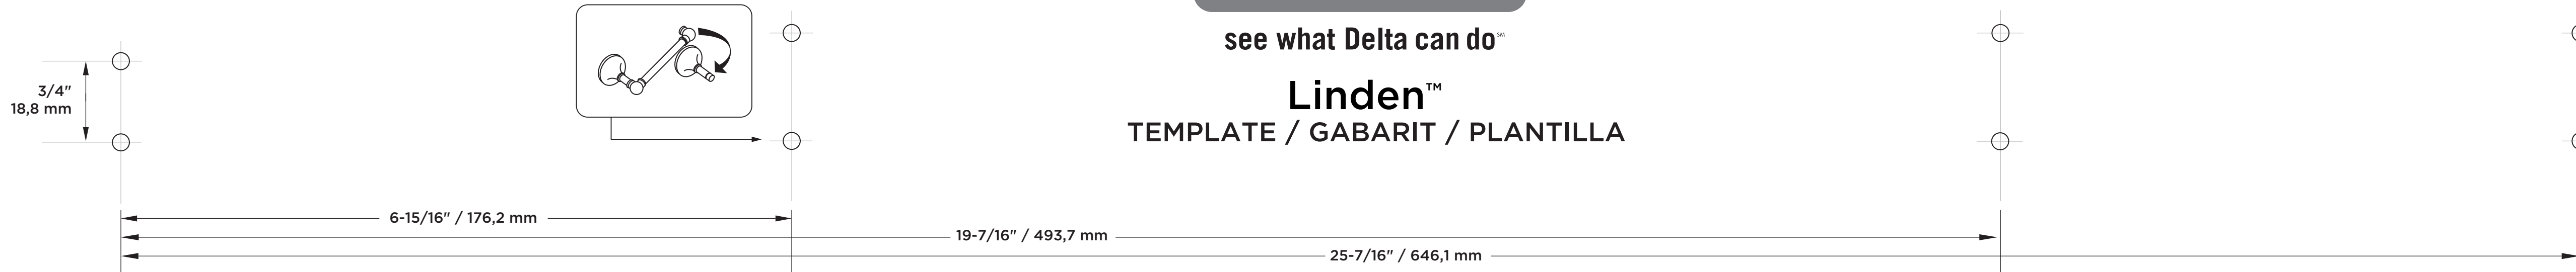 see what Delta can do℠
Linden™
TEMPLATE / GABARIT / PLANTILLA
3/4"
18,8 mm
6-15/16" / 176,2 mm
19-7/16" / 493,7 mm
25-7/16" / 646,1 mm